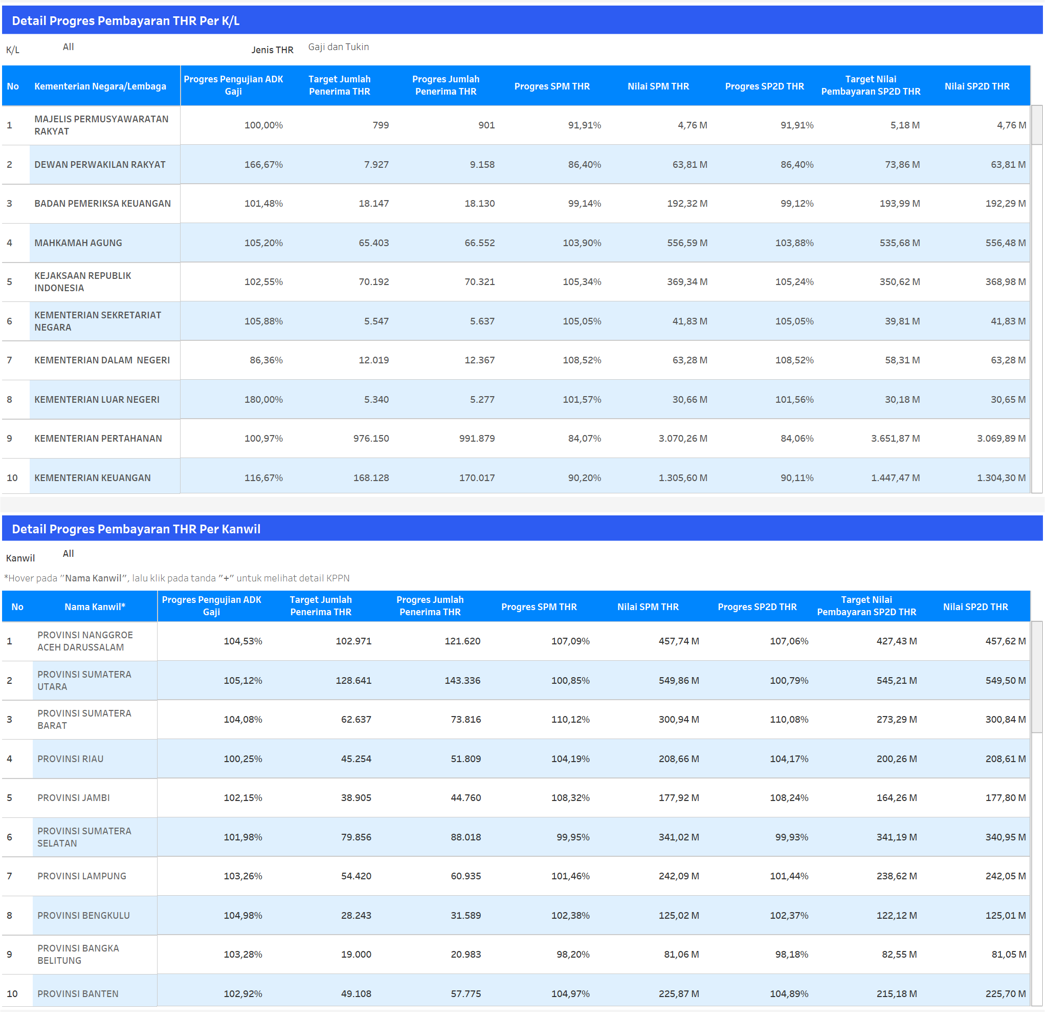 Detail Progres Pembayaran THR Per K/L
K/L All Jenis THR Gaji dan Tukin
No Kementerian Negara/Lembaga Progres Pengujian ADK Gaji Target Jumlah Penerima THR Progres Jumlah Penerima THR Progres SPM THR Nilai SPM THR Progres SP2D THR Target Nilai Pembayaran SP2D THR Nilai SP2D THR
1 MAJELIS PERMUSYAWARATAN RAKYAT 100,00% 799 901 91,91% 4,76 M 91,91% 5,18 M 4,76 M
2 DEWAN PERWAKILAN RAKYAT 166,67% 7.927 9.158 86,40% 63,81 M 86,40% 73,86 M 63,81 M
3 BADAN PEMERIKSA KEUANGAN 101,48% 18.147 18.130 99,14% 192,32 M 99,12% 193,99 M 192,29 M
4 MAHKAMAH AGUNG 105,20% 65.403 66.552 103,90% 556,59 M 103,88% 535,68 M 556,48 M
5 KEJAKSAAN REPUBLIK INDONESIA 102,55% 70.192 70.321 105,34% 369,34 M 105,24% 350,62 M 368,98 M
6 KEMENTERIAN SEKRETARIAT NEGARA 105,88% 5.547 5.637 105,05% 41,83 M 105,05% 39,81 M 41,83 M
7 KEMENTERIAN DALAM NEGERI 86,36% 12.019 12.367 108,52% 63,28 M 108,52% 58,31 M 63,28 M
8 KEMENTERIAN LUAR NEGERI 180,00% 5.340 5.277 101,57% 30,66 M 101,56% 30,18 M 30,65 M
9 KEMENTERIAN PERTAHANAN 100,97% 976.150 991.879 84,07% 3.070,26 M 84,06% 3.651,87 M 3.069,89 M
10 KEMENTERIAN KEUANGAN 116,67% 168.128 170.017 90,20% 1.305,60 M 90,11% 1.447,47 M 1.304,30 M
Detail Progres Pembayaran THR Per Kanwil
Kanwil All
*Hover pada "Nama Kanwil", lalu klik pada tanda "+" untuk melihat detail KPPN
No Nama Kanwil* Progres Pengujian ADK Gaji Target Jumlah Penerima THR Progres Jumlah Penerima THR Progres SPM THR Nilai SPM THR Progres SP2D THR Target Nilai Pembayaran SP2D THR Nilai SP2D THR
1 PROVINSI NANGGROE ACEH DARUSSALAM 104,53% 102.971 121.620 107,09% 457,74 M 107,06% 427,43 M 457,62 M
2 PROVINSI SUMATERA UTARA 105,12% 128.641 143.336 100,85% 549,86 M 100,79% 545,21 M 549,50 M
3 PROVINSI SUMATERA BARAT 104,08% 62.637 73.816 110,12% 300,94 M 110,08% 273,29 M 300,84 M
4 PROVINSI RIAU 100,25% 45.254 51.809 104,19% 208,66 M 104,17% 200,26 M 208,61 M
5 PROVINSI JAMBI 102,15% 38.905 44.760 108,32% 177,92 M 108,24% 164,26 M 177,80 M
6 PROVINSI SUMATERA SELATAN 101,98% 79.856 88.018 99,95% 341,02 M 99,93% 341,19 M 340,95 M
7 PROVINSI LAMPUNG 103,26% 54.420 60.935 101,46% 242,09 M 101,44% 238,62 M 242,05 M
8 PROVINSI BENGKULU 104,98% 28.243 31.589 102,38% 125,02 M 102,37% 122,12 M 125,01 M
9 PROVINSI BANGKA BELITUNG 103,28% 19.000 20.983 98,20% 81,06 M 98,18% 82,55 M 81,05 M
10 PROVINSI BANTEN 102,92% 49.108 57.775 104,97% 225,87 M 104,89% 215,18 M 225,70 M